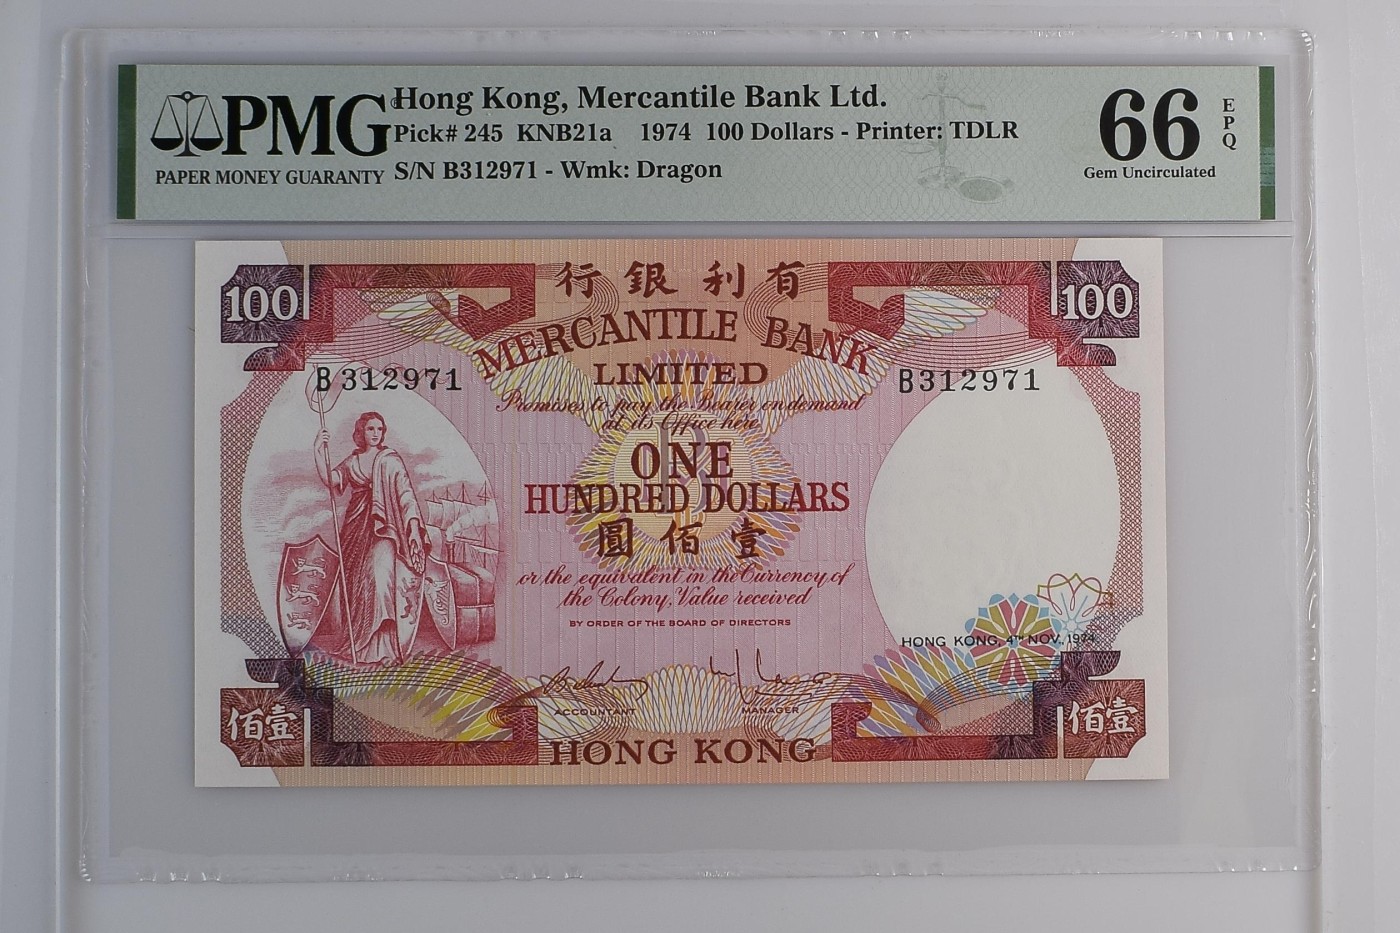 PMG
PAPER MONEY GUARANTY
Hong Kong, Mercantile Bank Ltd.
Pick# 245 KNB21a 1974 100 Dollars - Printer: TDLR
S/N B312971 - Wmk: Dragon
66 EPQ
Gem Uncirculated
100
行銀利有
100
MERCANTILE BANK
LIMITED
B312971
B312971
Promises to pay the Bearer on demand
at its Office here
ONE
HUNDRED DOLLARS
圓佰壹
or the equivalent in the Currency of
the Colony, Value received
BY ORDER OF THE BOARD OF DIRECTORS
HONG KONG, 4TH NOV. 1974
ACCOUNTANT
MANAGER
佰壹
HONG KONG
佰壹